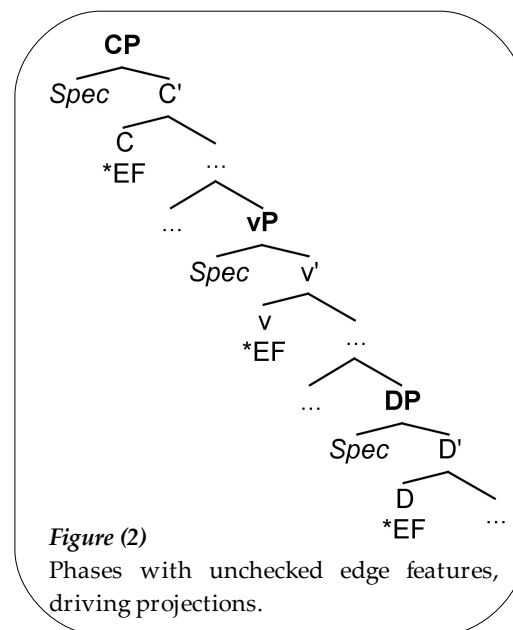 CP
Spec C'
C ...
*EF
... vP
Spec v'
v ...
*EF
... DP
Spec D'
D ...
*EF
Figure (2)
Phases with unchecked edge features,
driving projections.